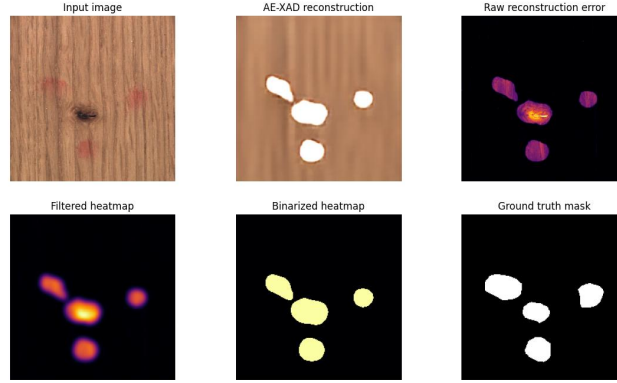 Input image
AE-XAD reconstruction
Raw reconstruction error
Filtered heatmap
Binarized heatmap
Ground truth mask